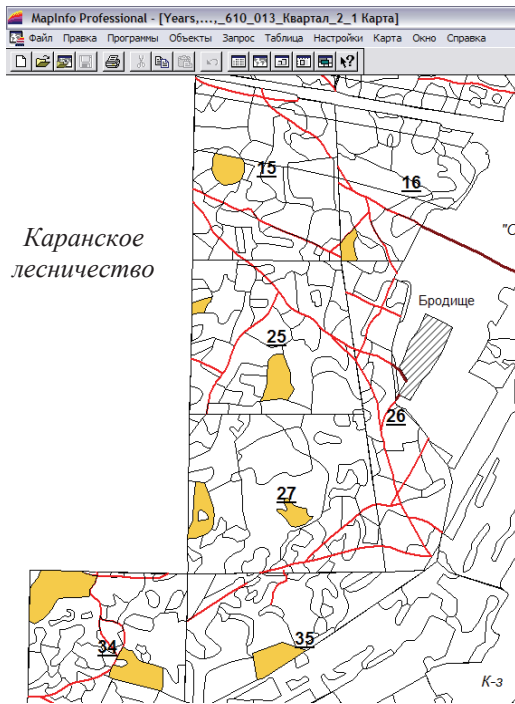 MapInfo Professional - [Years,...,_610_013_Квартал_2_1 Карта]
Файл Правка Программы Объекты Запрос Таблица Настройки Карта Окно Справка
15
16
"С
Каранское
лесничество
Бродище
25
26
27
34
35
К-з